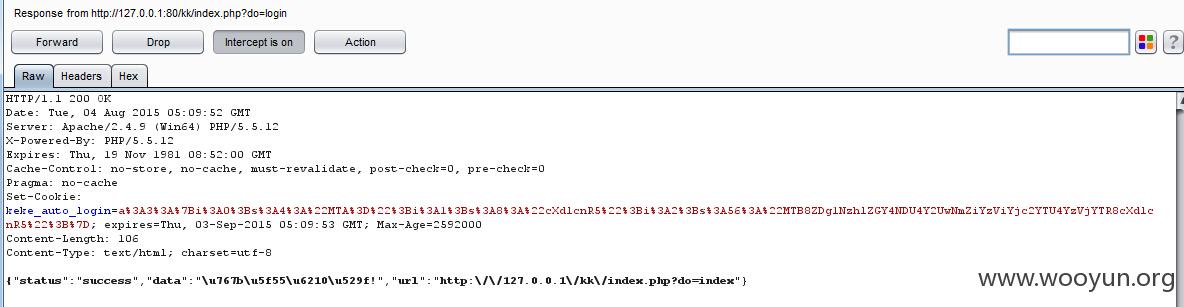 Response from http://127.0.0.1:80/kk/index.php?do=login
Forward Drop Intercept is on Action ?
Raw Headers Hex
HTTP/1.1 200 OK
Date: Tue, 04 Aug 2015 05:09:52 GMT
Server: Apache/2.4.9 (Win64) PHP/5.5.12
X-Powered-By: PHP/5.5.12
Expires: Thu, 19 Nov 1981 08:52:00 GMT
Cache-Control: no-store, no-cache, must-revalidate, post-check=0, pre-check=0
Pragma: no-cache
Set-Cookie:
keke_auto_login=a%3A3%3A%7Bi%3A0%3Bs%3A4%3A%22MTA%3D%22%3Bi%3A1%3Bs%3A8%3A%22cXdlcnR5%22%3Bi%3A2%3Bs%3A56%3A%22MTB8ZDg1Nzh1ZGY4NDU4Y2UwNmZiYzViYjc2YTU4YzVjYTR8cXdlc
nR5%22%3B%7D; expires=Thu, 03-Sep-2015 05:09:53 GMT; Max-Age=2592000
Content-Length: 106
Content-Type: text/html; charset=utf-8
{"status":"success","data":"\u767b\u5f55\u6210\u529f!","url":"http:\/\/127.0.0.1\/kk\/index.php?do=index"}
www.wooyun.org